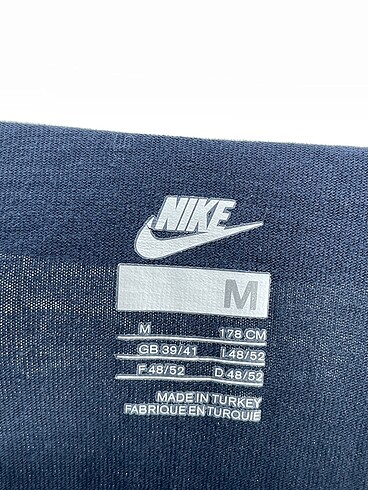 NIKE
M
M 178 CM
GB 39/41 I 48/52
F 48/52 D 48/52
MADE IN TURKEY
FABRIQUE EN TURQUIE